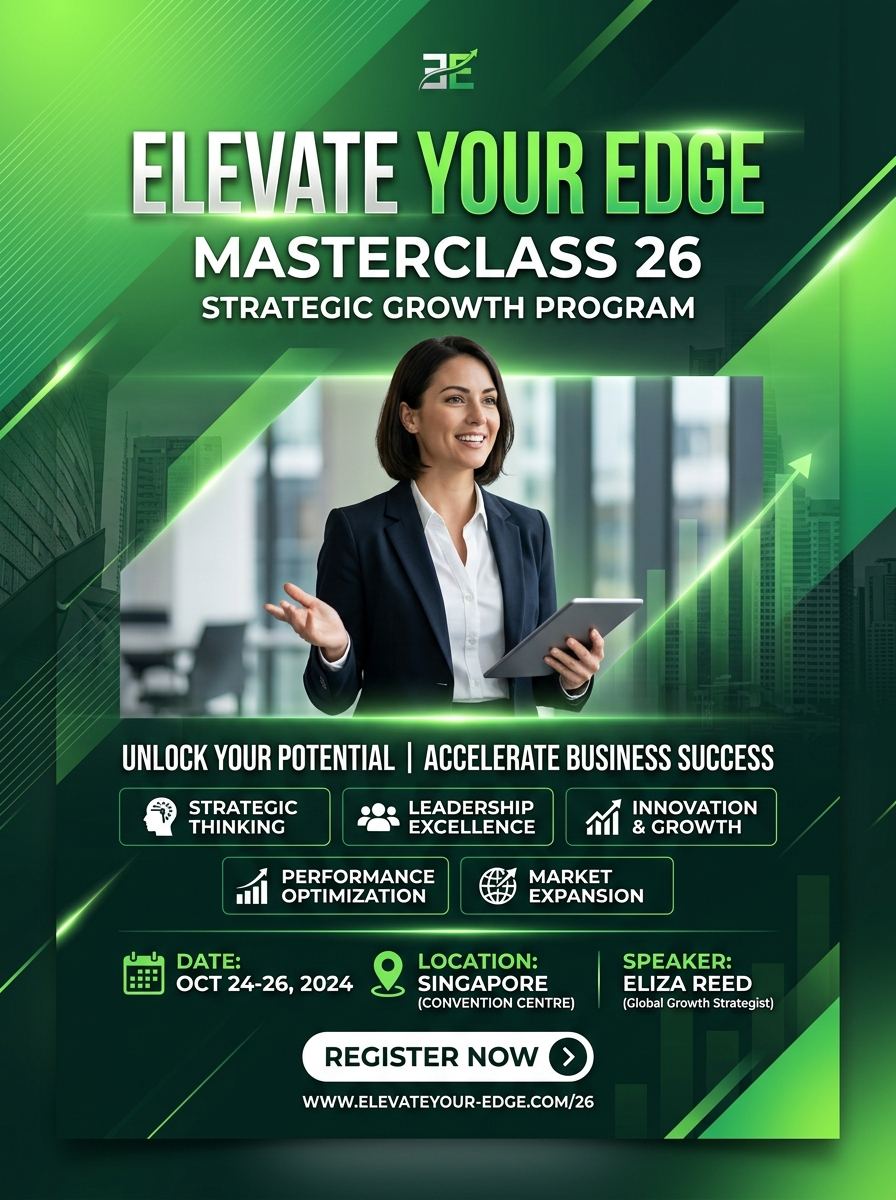 ELEVATE YOUR EDGE
MASTERCLASS 26
STRATEGIC GROWTH PROGRAM
UNLOCK YOUR POTENTIAL | ACCELERATE BUSINESS SUCCESS
STRATEGIC
THINKING
LEADERSHIP
EXCELLENCE
INNOVATION
& GROWTH
PERFORMANCE
OPTIMIZATION
MARKET
EXPANSION
DATE:
OCT 24-26, 2024
LOCATION:
SINGAPORE
(CONVENTION CENTRE)
SPEAKER:
ELIZA REED
(Global Growth Strategist)
REGISTER NOW
WWW.ELEVATEYOUR-EDGE.COM/26